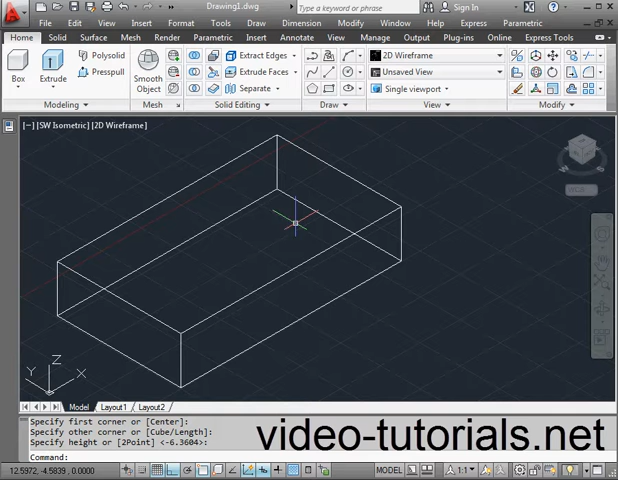 Drawing1.dwg
Type a keyword or phrase
Sign In
File Edit View Insert Format Tools Draw Dimension Modify Window Help Express Parametric
Home Solid Surface Mesh Render Parametric Insert Annotate View Manage Output Plug-ins Online Express Tools
Box
Extrude
Polysolid
Presspull
Smooth
Object
Extract Edges
Extrude Faces
Separate
2D Wireframe
Unsaved View
Single viewport
Modeling Mesh Solid Editing Draw View Modify
[−][SW Isometric][2D Wireframe]
WCS
Z
Y X
Model Layout1 Layout2
Specify first corner or [Center]:
Specify other corner or [Cube/Length]:
Specify height or [2Point] <-6.3604>:
Command:
video-tutorials.net
12.5972, -4.5839, 0.0000
MODEL
1:1